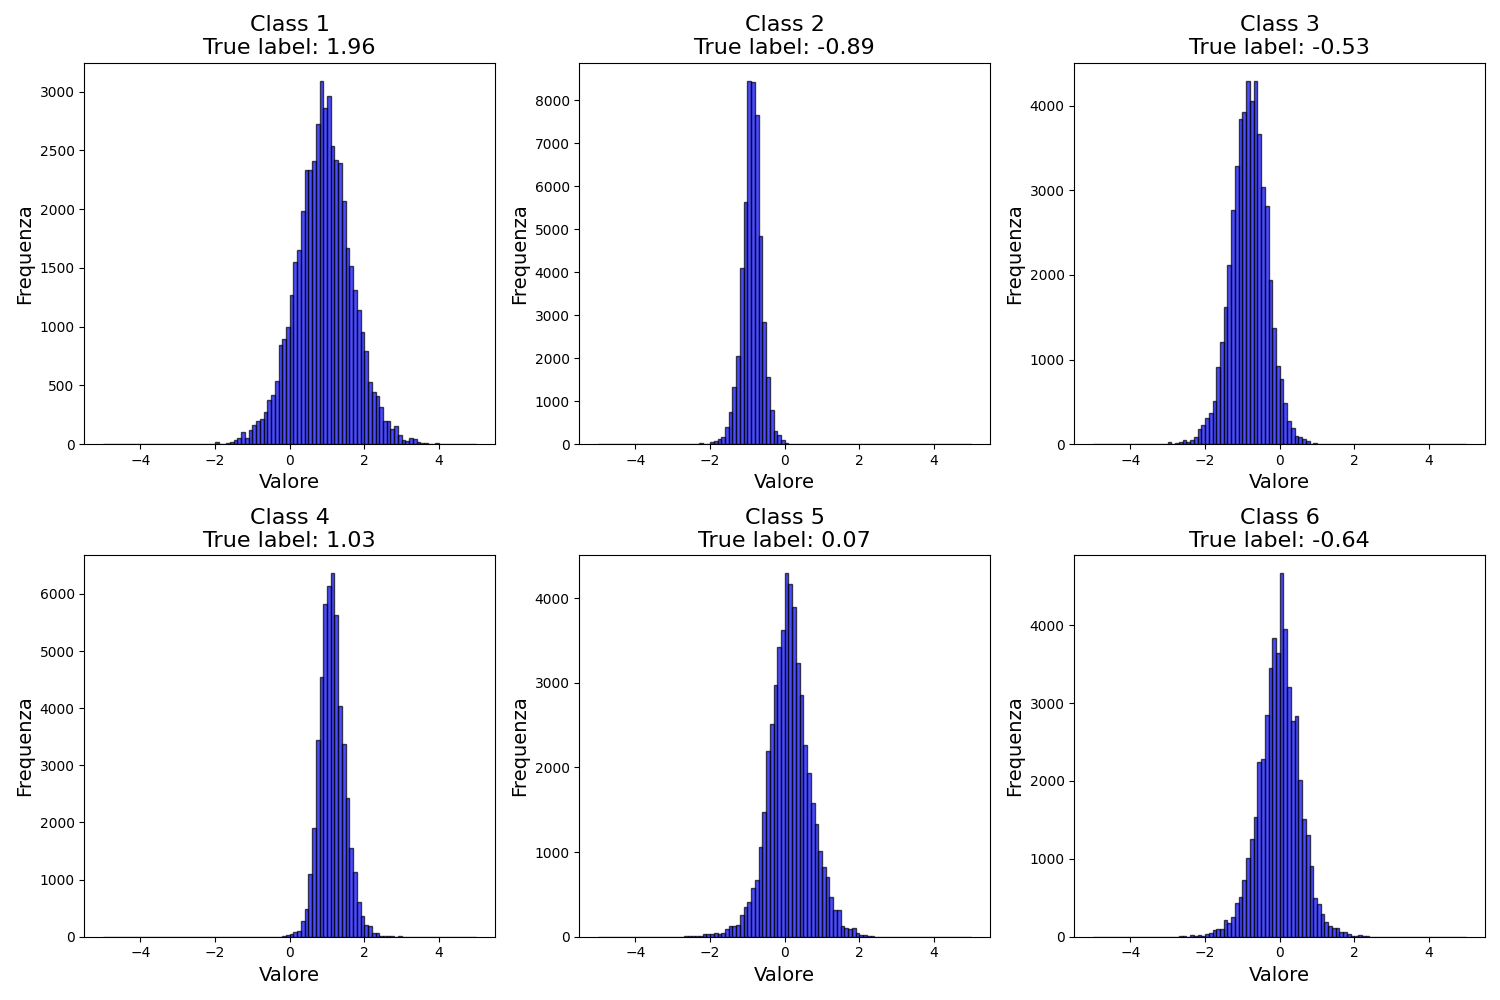 Class 1
True label: 1.96
Class 2
True label: -0.89
Class 3
True label: -0.53
3000
2500
2000
1500
1000
500
0
Frequenza
−4 −2 0 2 4
Valore
8000
7000
6000
5000
4000
3000
2000
1000
0
Frequenza
−4 −2 0 2 4
Valore
4000
3000
2000
1000
0
Frequenza
−4 −2 0 2 4
Valore
Class 4
True label: 1.03
Class 5
True label: 0.07
Class 6
True label: -0.64
6000
5000
4000
3000
2000
1000
0
Frequenza
−4 −2 0 2 4
Valore
4000
3000
2000
1000
0
Frequenza
−4 −2 0 2 4
Valore
4000
3000
2000
1000
0
Frequenza
−4 −2 0 2 4
Valore